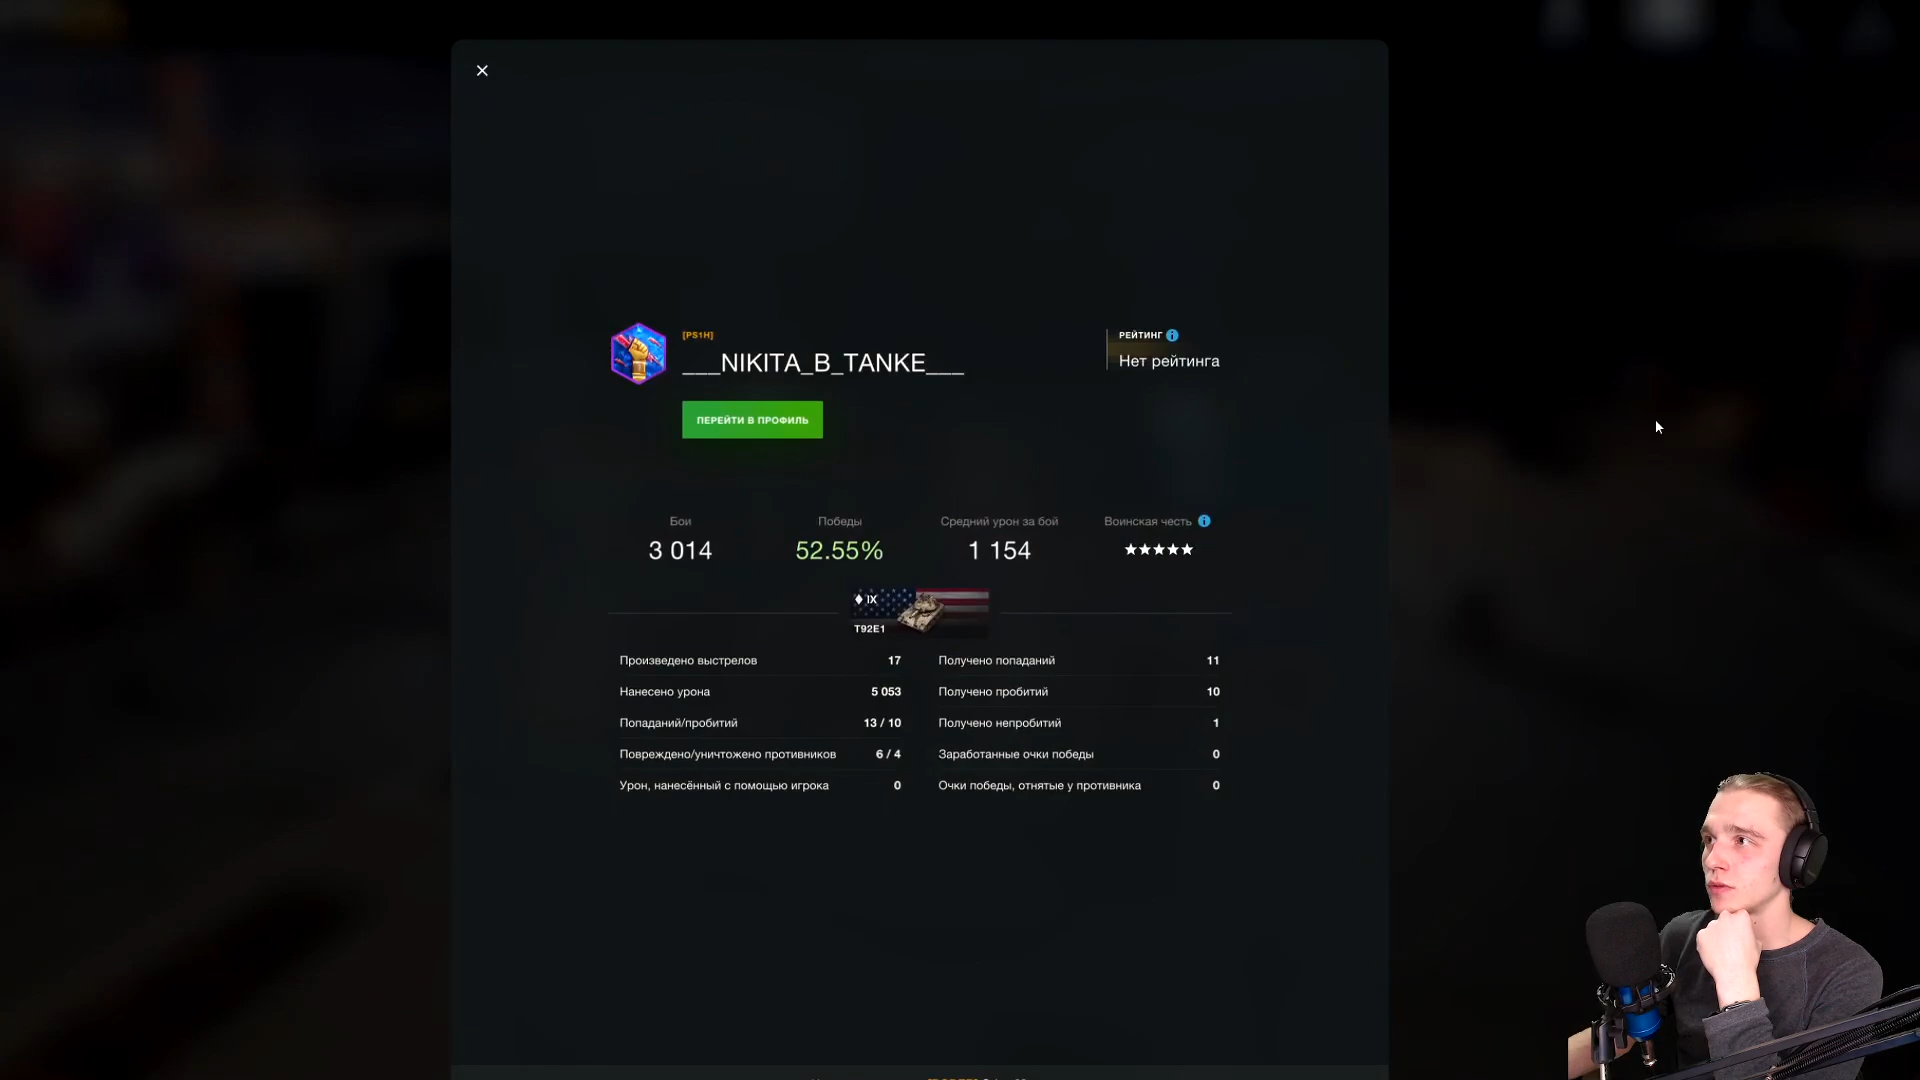 [PS1H]
___NIKITA_B_TANKE___
ПЕРЕЙТИ В ПРОФИЛЬ
РЕЙТИНГ
Нет рейтинга
Бои
3 014
Победы
52.55%
Средний урон за бой
1 154
Воинская честь
IX
T92E1
Произведено выстрелов 17
Нанесено урона 5 053
Попаданий/пробитий 13 / 10
Повреждено/уничтожено противников 6 / 4
Урон, нанесённый с помощью игрока 0
Получено попаданий 11
Получено пробитий 10
Получено непробитий 1
Заработанные очки победы 0
Очки победы, отнятые у противника 0